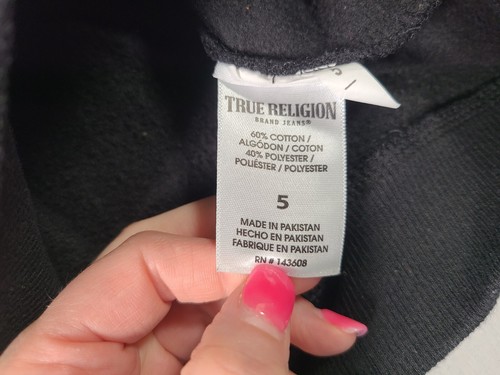 TRUE RELIGION
BRAND JEANS®
60% COTTON /
ALGÓDON / COTON
40% POLYESTER /
POLIÉSTER / POLYESTER
5
MADE IN PAKISTAN
HECHO EN PAKISTAN
FABRIQUE EN PAKISTAN
RN # 143608